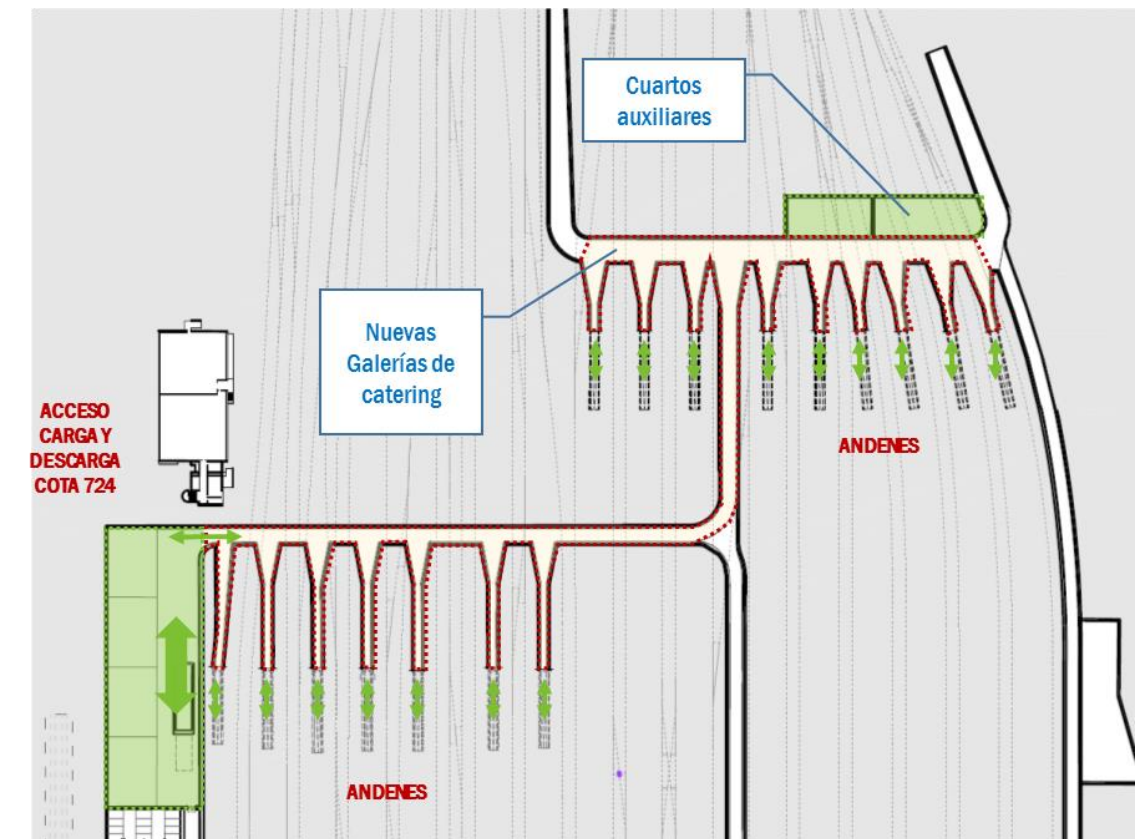 Cuartos
auxiliares
Nuevas
Galerías de
catering
ACCESO
CARGA Y
DESCARGA
COTA 724
ANDENES
ANDENES